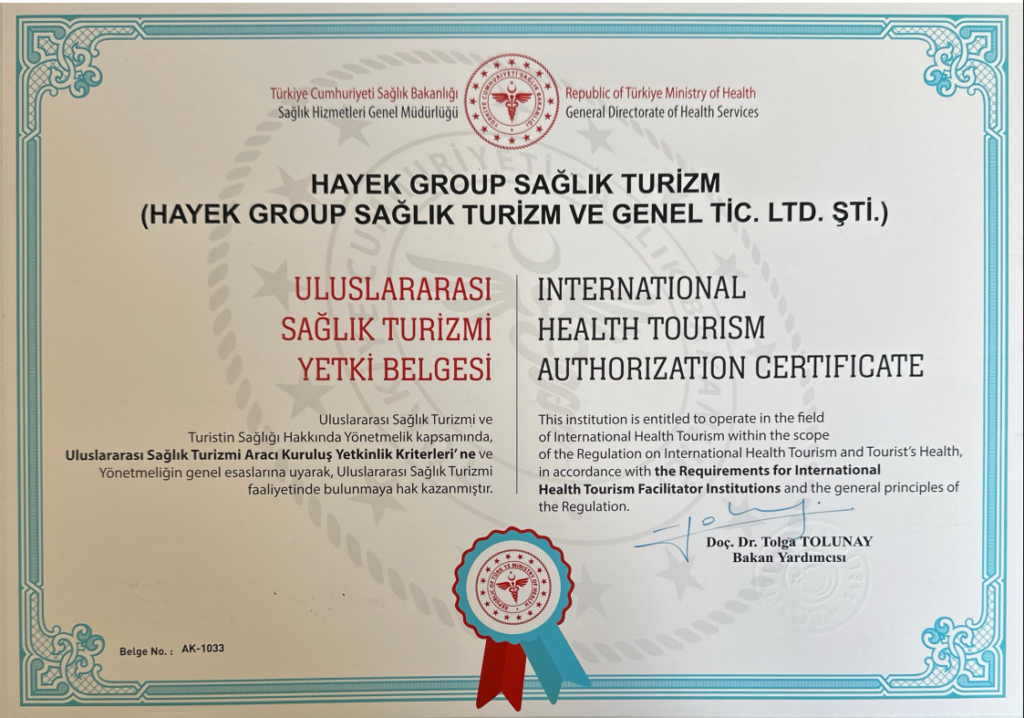 Türkiye Cumhuriyeti Sağlık Bakanlığı
Sağlık Hizmetleri Genel Müdürlüğü
Republic of Türkiye Ministry of Health
General Directorate of Health Services
HAYEK GROUP SAĞLIK TURİZM
(HAYEK GROUP SAĞLIK TURİZM VE GENEL TİC. LTD. ŞTİ.)
ULUSLARARASI
SAĞLIK TURİZMİ
YETKİ BELGESİ
Uluslararası Sağlık Turizmi ve
Turistin Sağlığı Hakkında Yönetmelik kapsamında,
Uluslararası Sağlık Turizmi Aracı Kuruluş Yetkinlik Kriterleri' ne ve
Yönetmeliğin genel esaslarına uyarak, Uluslararası Sağlık Turizmi
faaliyetinde bulunmaya hak kazanmıştır.
INTERNATIONAL
HEALTH TOURISM
AUTHORIZATION CERTIFICATE
This institution is entitled to operate in the field
of International Health Tourism within the scope
of the Regulation on International Health Tourism and Tourist's Health,
in accordance with the Requirements for International
Health Tourism Facilitator Institutions and the general principles of
the Regulation.
Doç. Dr. Tolga TOLUNAY
Bakan Yardımcısı
Belge No. : AK-1033